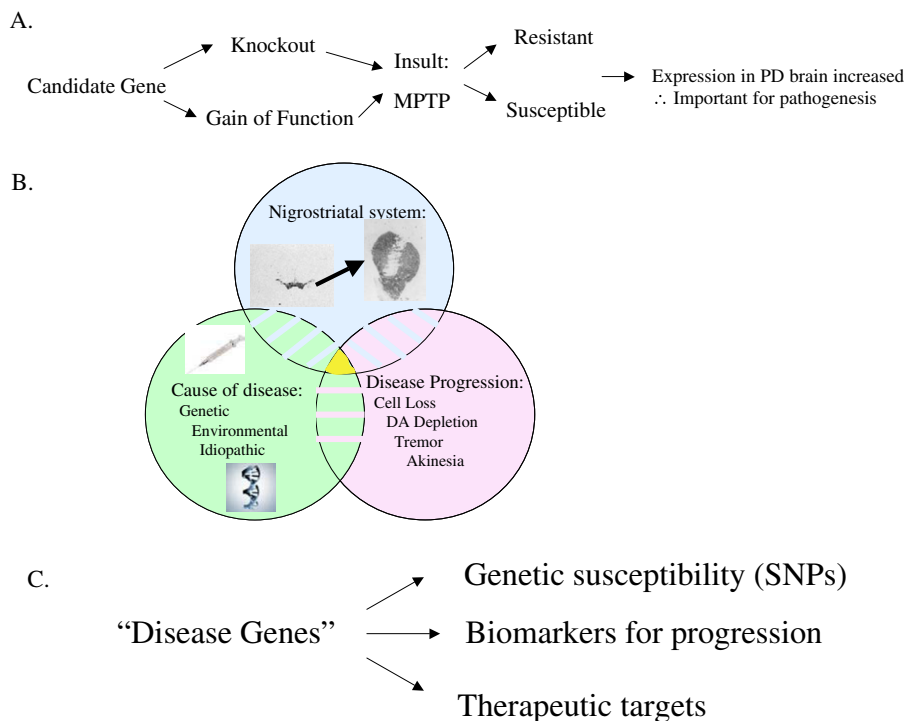 A.
Candidate Gene
Knockout
Gain of Function
Insult:
MPTP
Resistant
Susceptible
Expression in PD brain increased
∴ Important for pathogenesis
B.
Nigrostriatal system:
Cause of disease:
Genetic
Environmental
Idiopathic
Disease Progression:
Cell Loss
DA Depletion
Tremor
Akinesia
C.
“Disease Genes”
Genetic susceptibility (SNPs)
Biomarkers for progression
Therapeutic targets